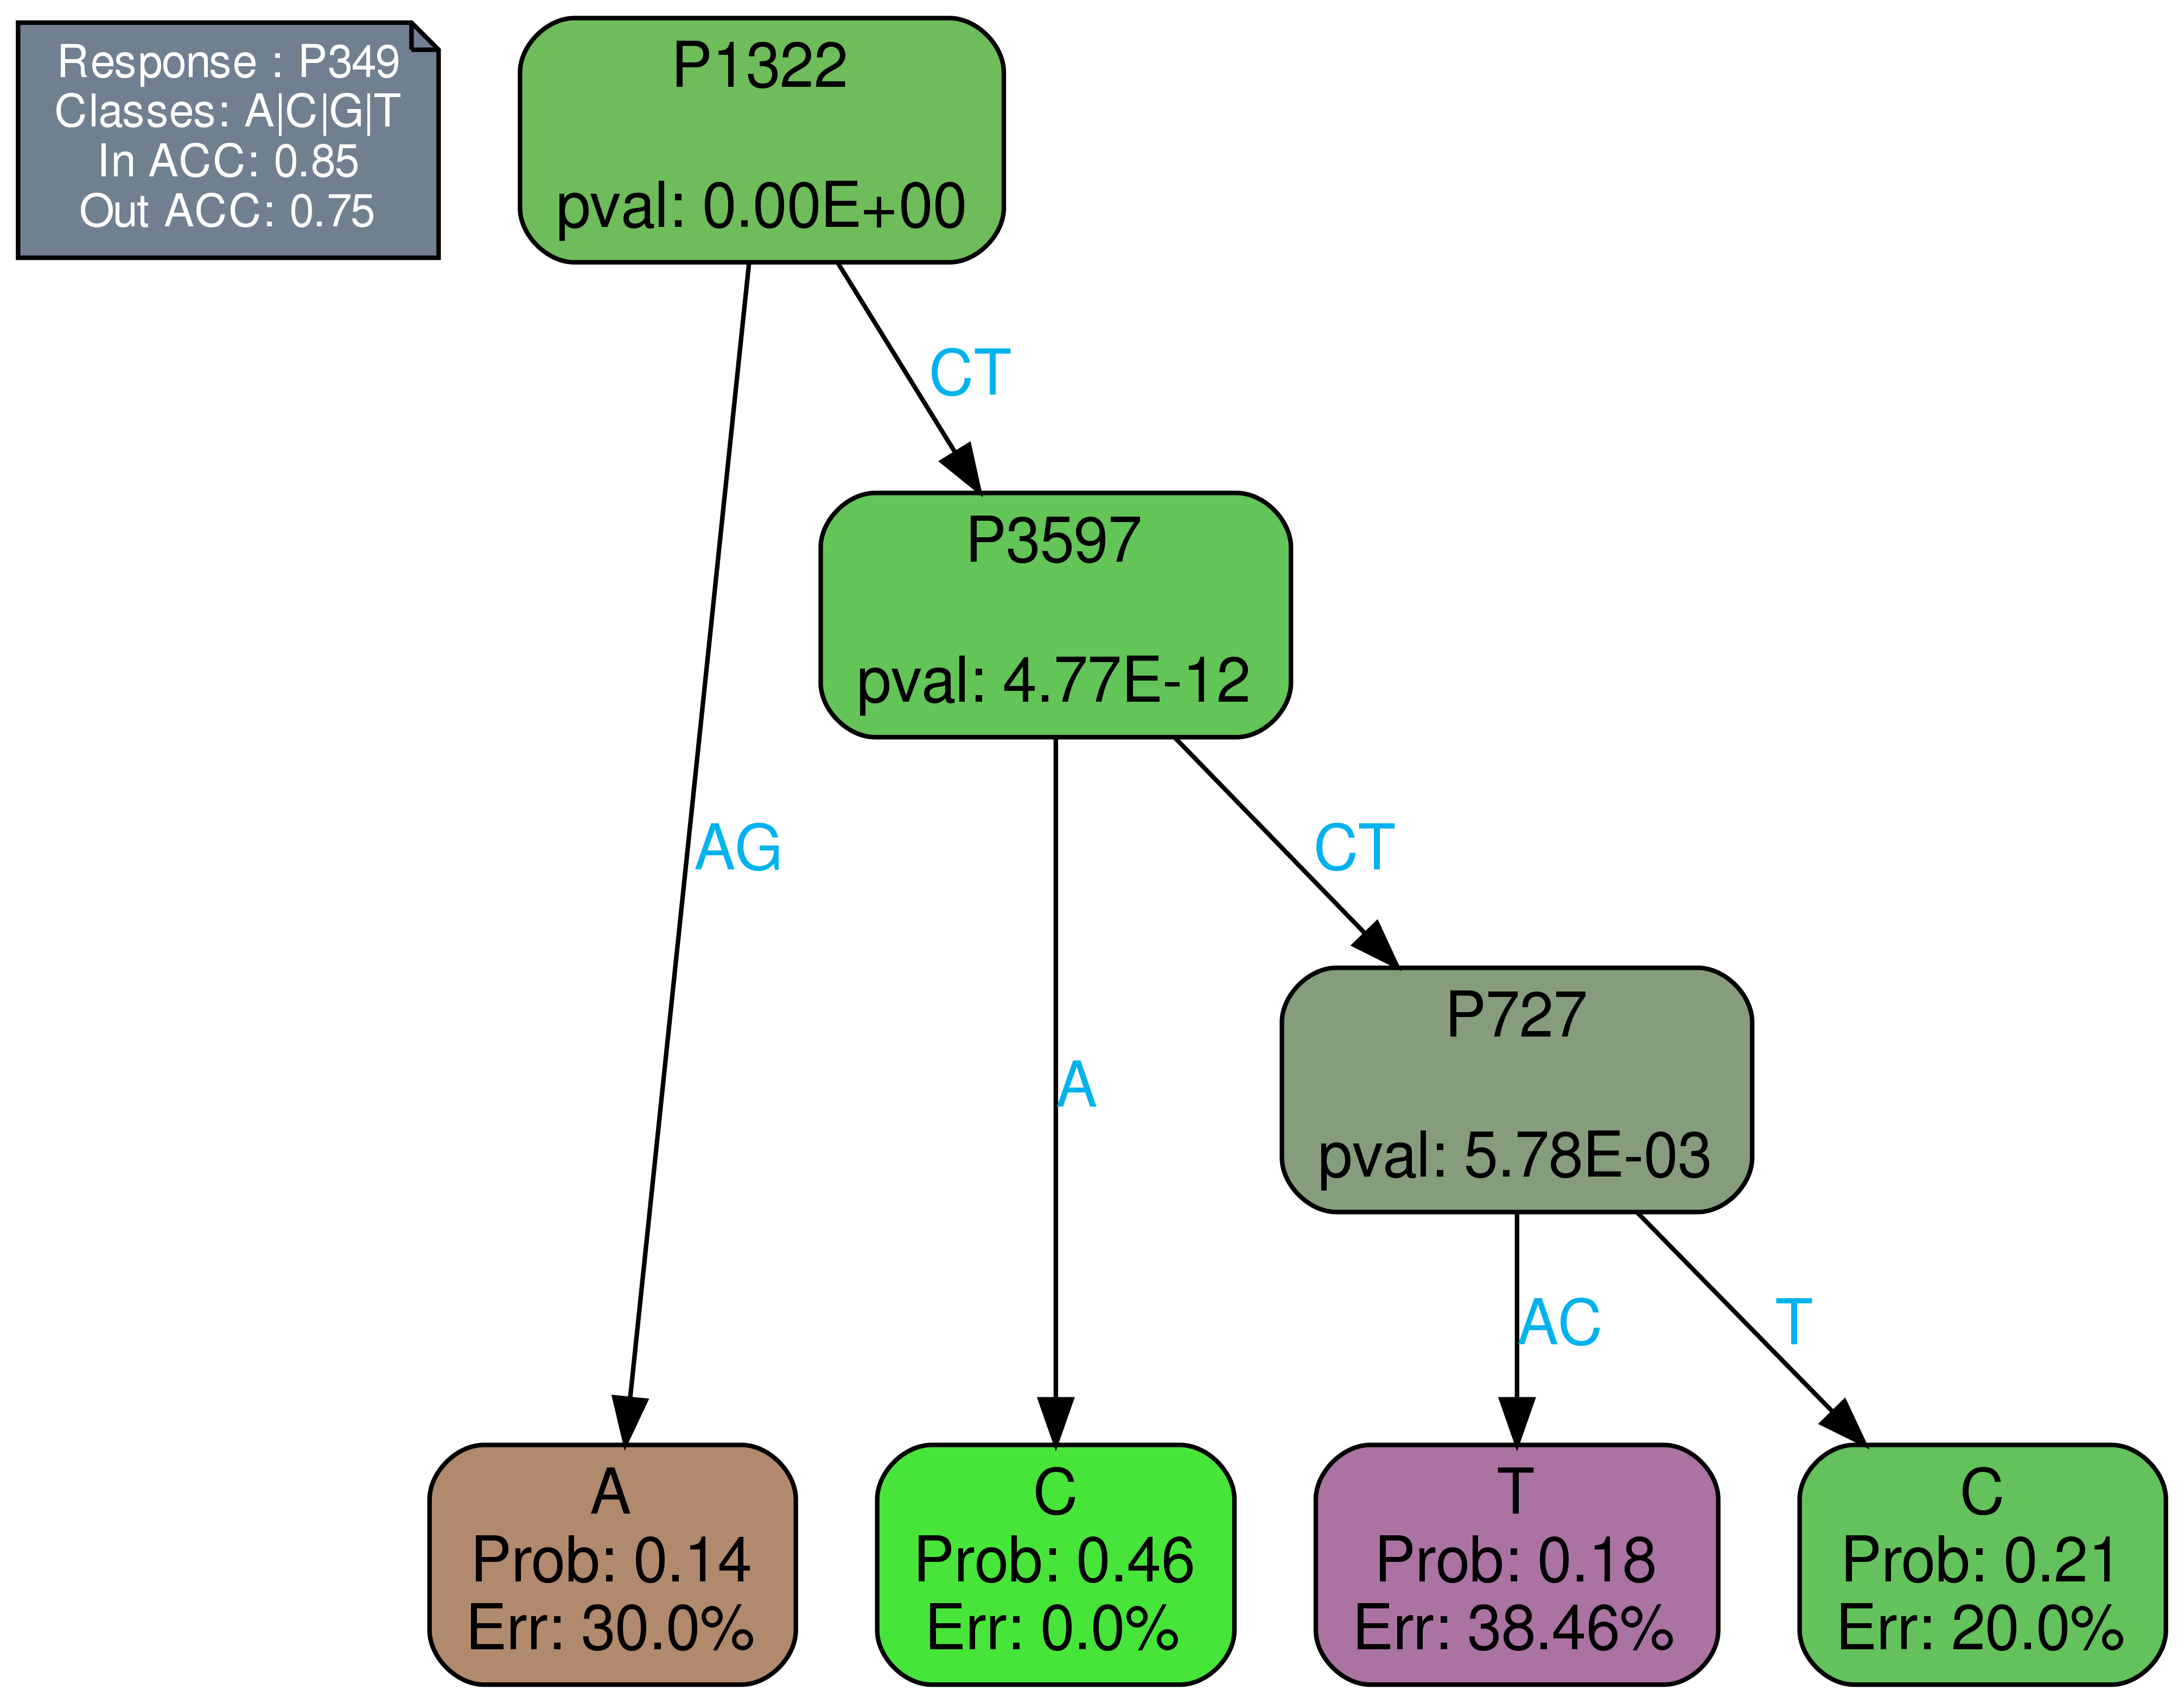 Response : P349
Classes: A|C|G|T
In ACC: 0.85
Out ACC: 0.75
P1322
pval: 0.00E+00
CT
P3597
pval: 4.77E-12
AG
CT
P727
pval: 5.78E-03
A
AC
T
A
Prob: 0.14
Err: 30.0%
C
Prob: 0.46
Err: 0.0%
T
Prob: 0.18
Err: 38.46%
C
Prob: 0.21
Err: 20.0%